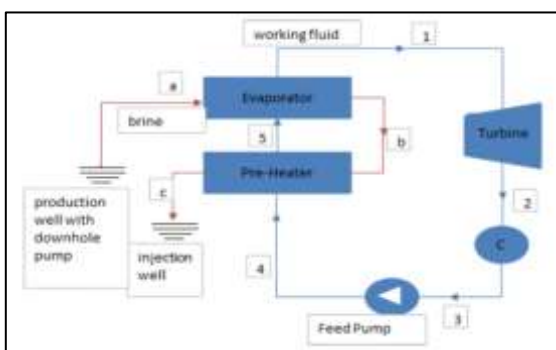 working fluid
1
a
Evaporator
brine
5
b
Turbine
Pre-Heater
c
2
production
well with
downhole
pump
injection
well
C
4
3
Feed Pump